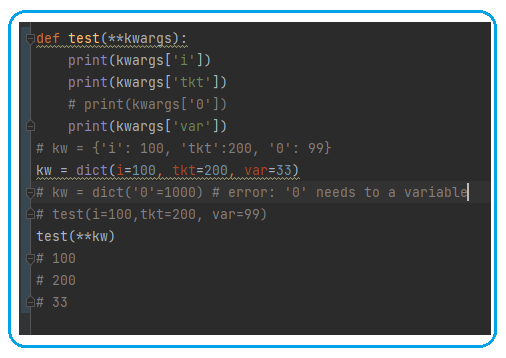 def test(**kwargs):
    print(kwargs['i'])
    print(kwargs['tkt'])
    # print(kwargs['0'])
    print(kwargs['var'])
# kw = {'i': 100, 'tkt':200, '0': 99}
kw = dict(i=100, tkt=200, var=33)
# kw = dict('0'=1000) # error: '0' needs to a variable
# test(i=100,tkt=200, var=99)
test(**kw)
# 100
# 200
# 33